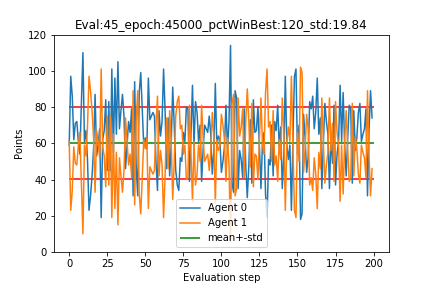 Eval:45_epoch:45000_pctWinBest:120_std:19.84
Points
120
100
80
60
40
20
0
Agent 0
Agent 1
mean+-std
0
25
50
75
100
125
150
175
200
Evaluation step